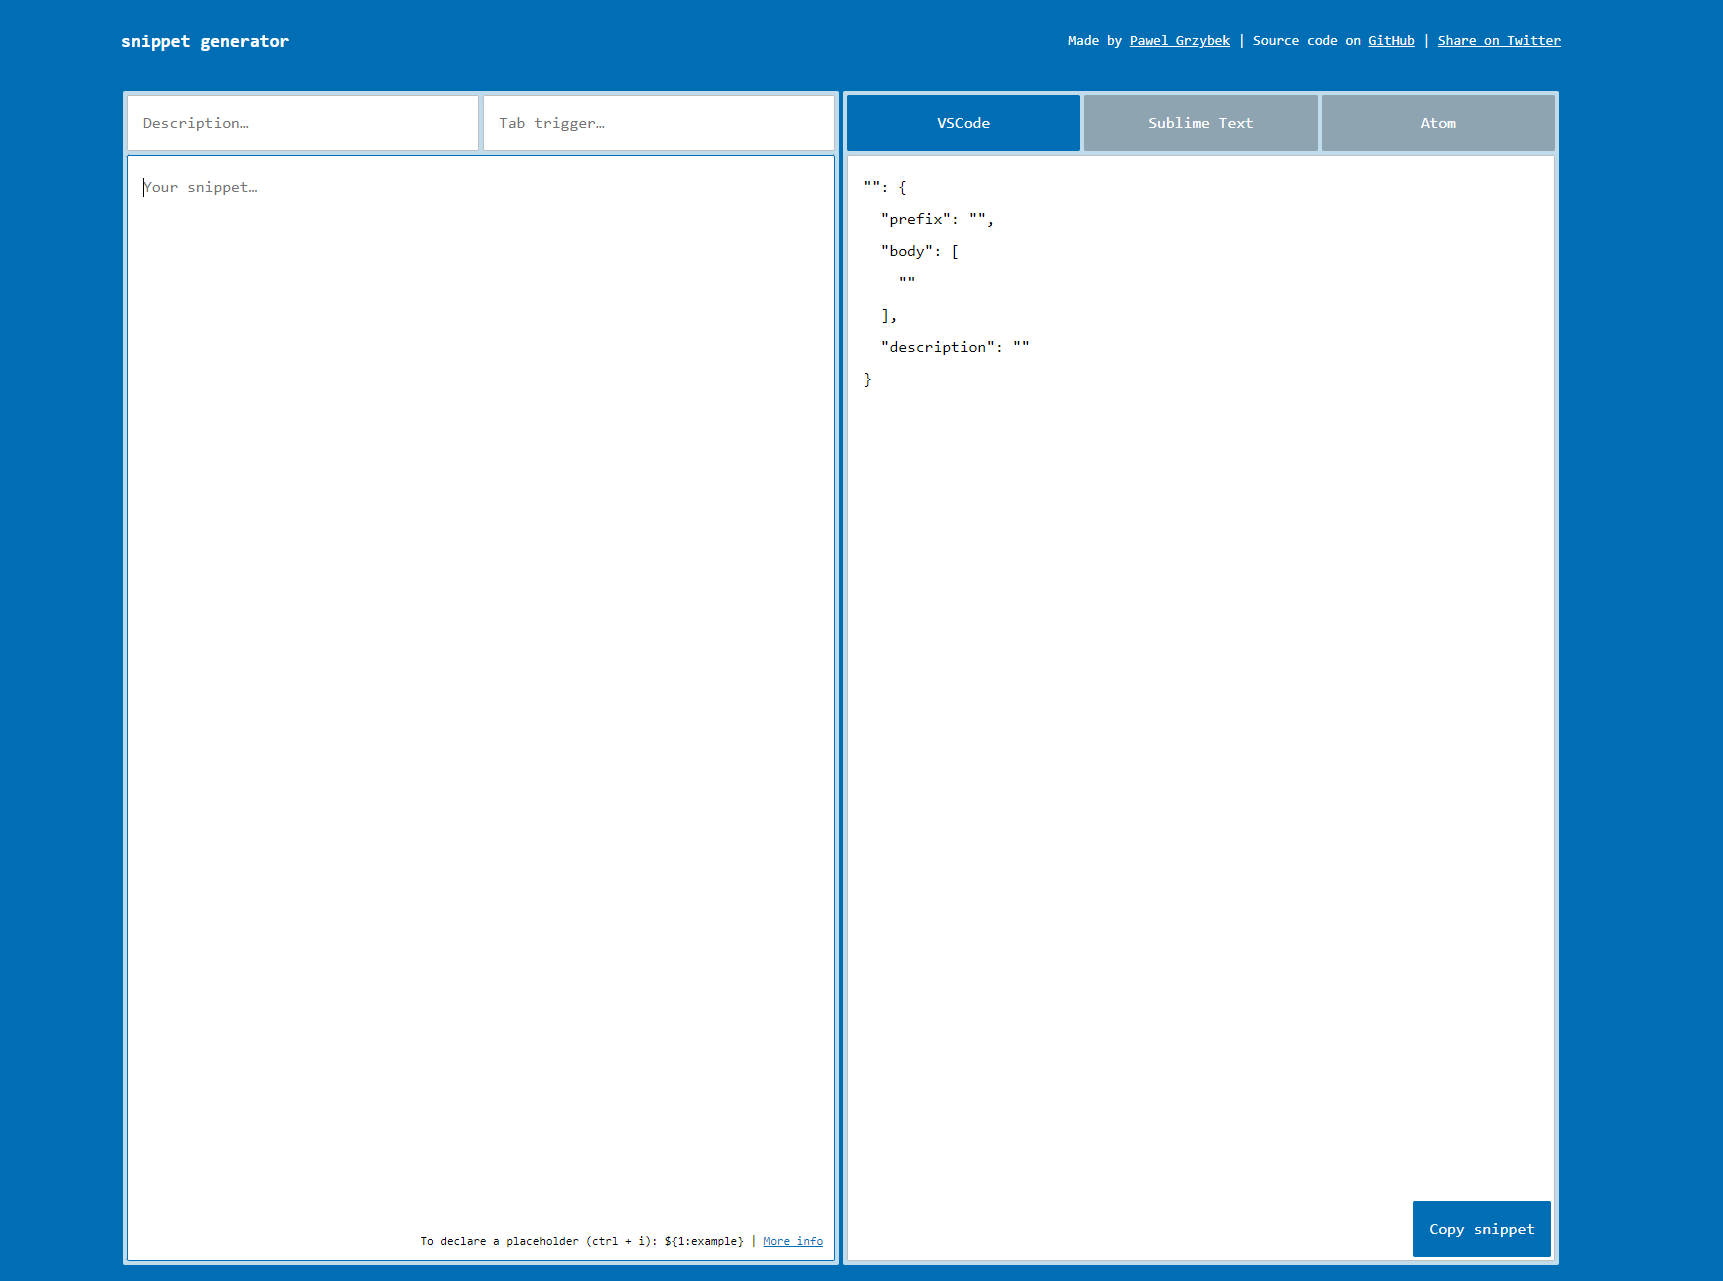 snippet generator
Made by Pawel Grzybek | Source code on GitHub | Share on Twitter
Description…
Tab trigger…
VSCode
Sublime Text
Atom
Your snippet…
To declare a placeholder (ctrl + i): ${1:example} | More info
"": {
  "prefix": "",
  "body": [
    ""
  ],
  "description": ""
}
Copy snippet